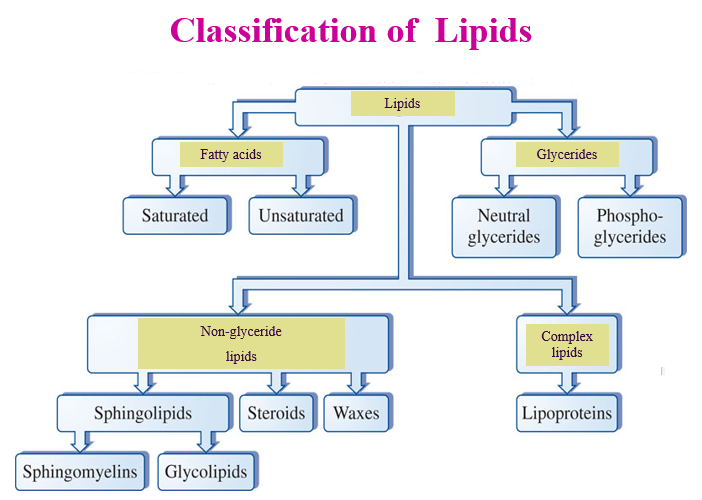 Classification of Lipids
Lipids
Fatty acids
Glycerides
Saturated
Unsaturated
Neutral
glycerides
Phospho-
glycerides
Non-glyceride
lipids
Complex
lipids
Sphingolipids
Steroids
Waxes
Lipoproteins
Sphingomyelins
Glycolipids